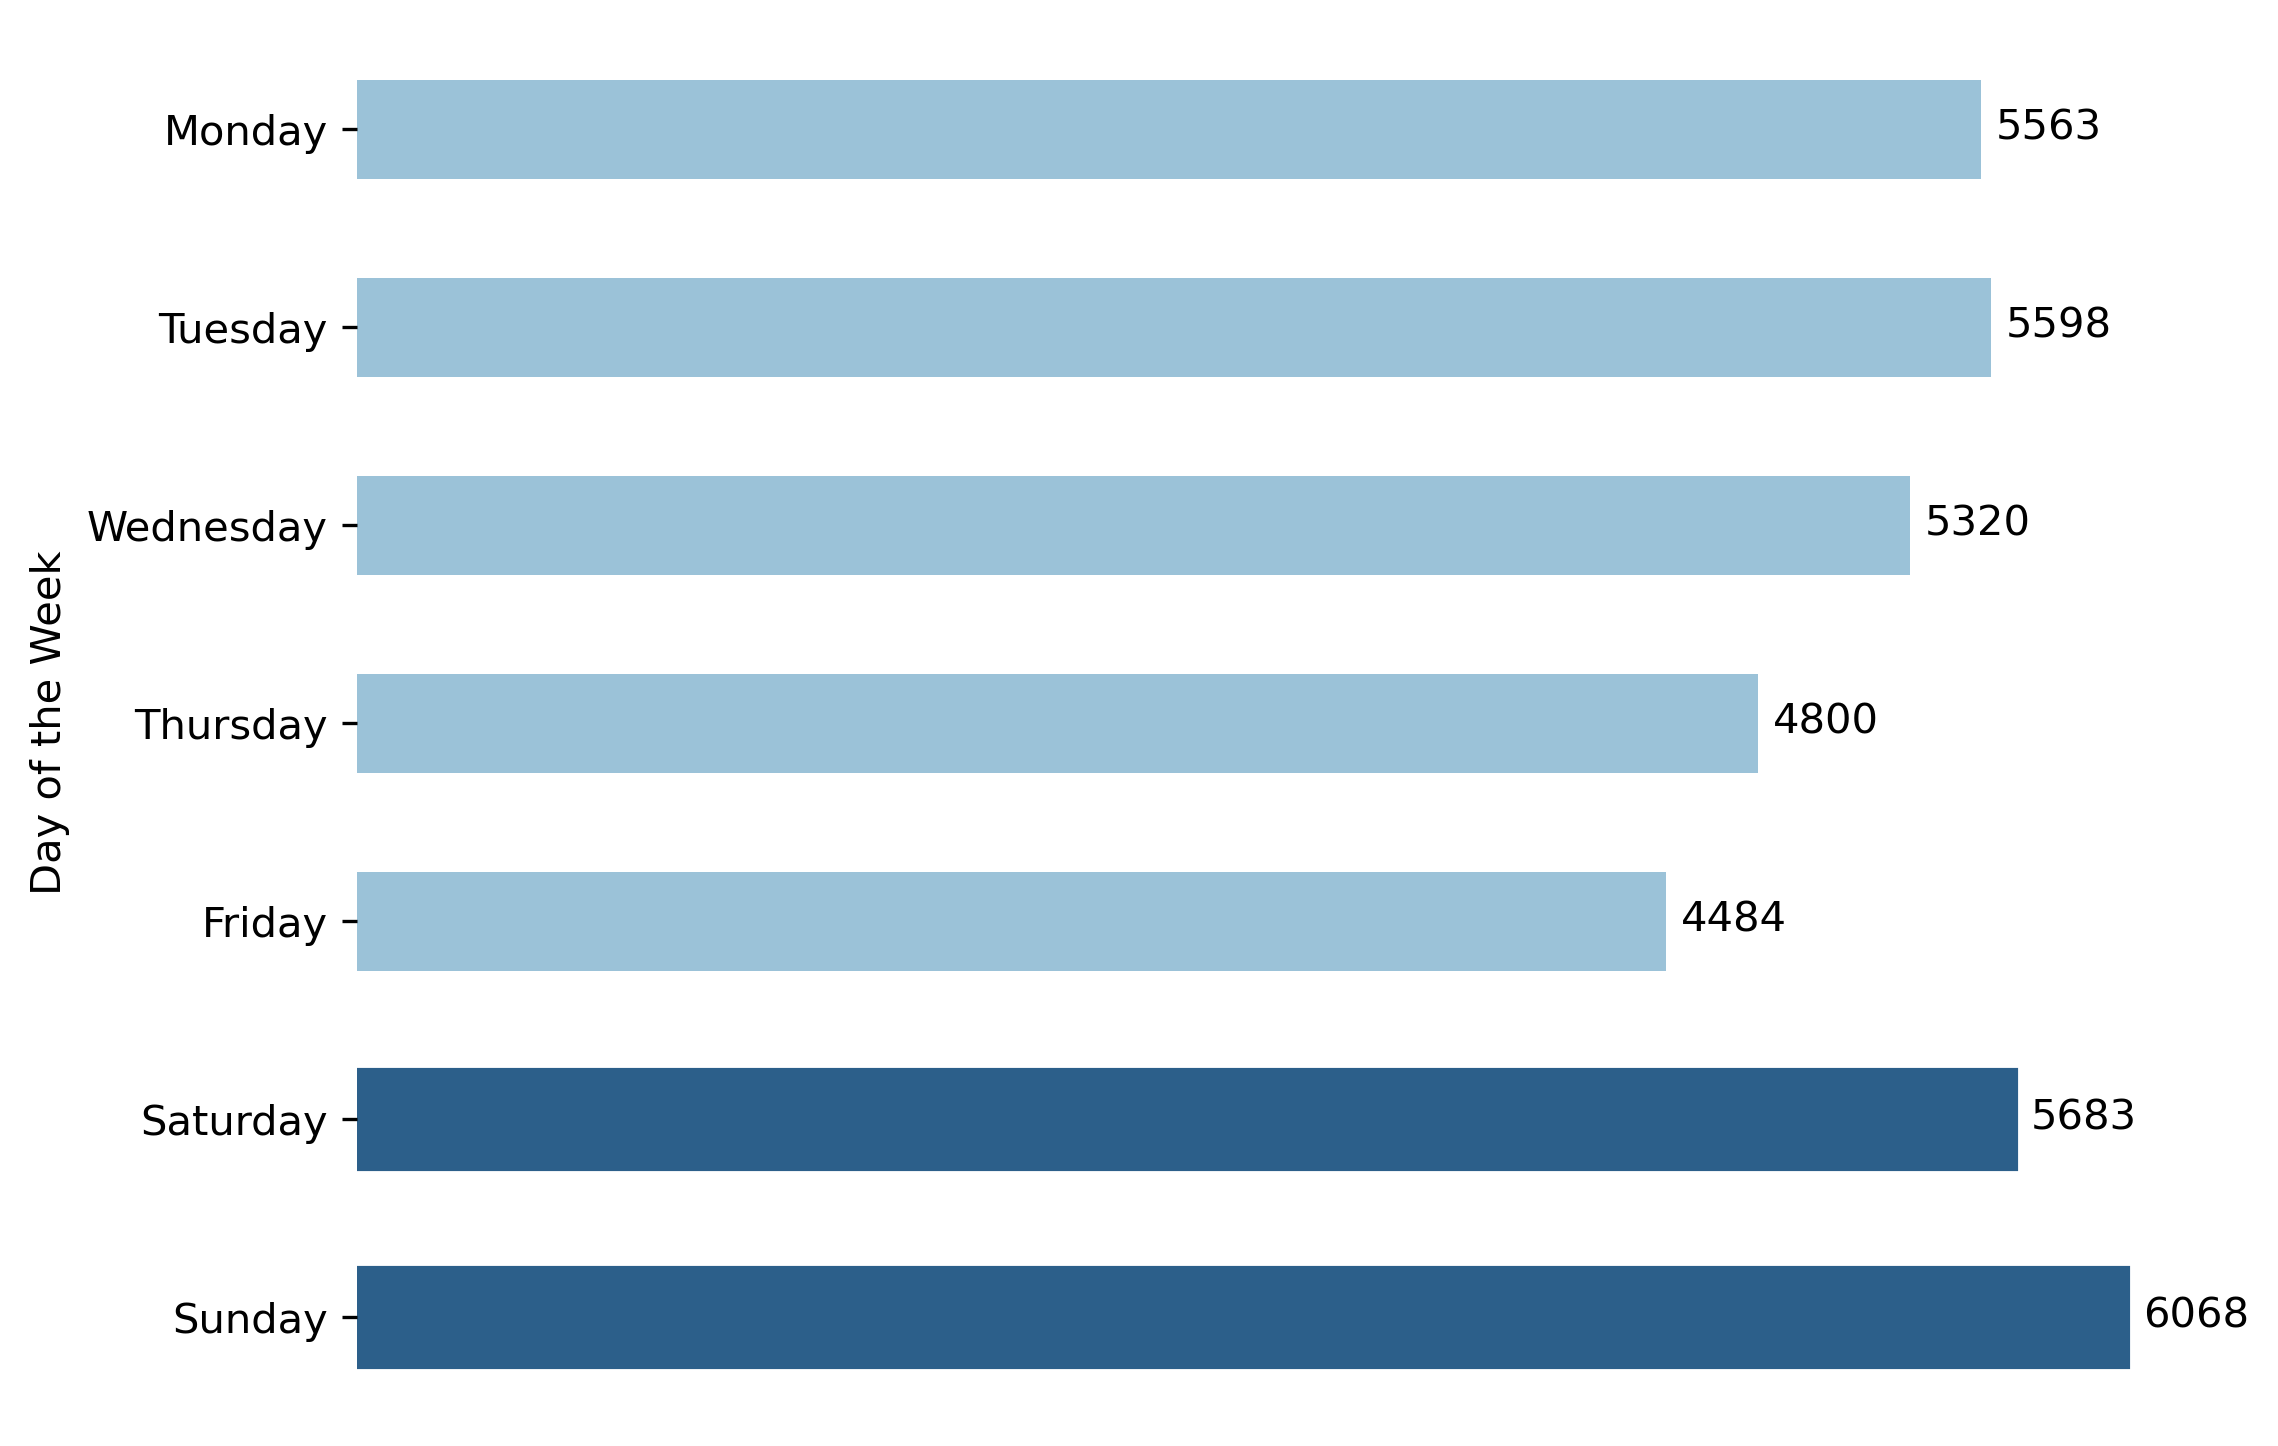 Day of the Week
Monday 5563
Tuesday 5598
Wednesday 5320
Thursday 4800
Friday 4484
Saturday 5683
Sunday 6068